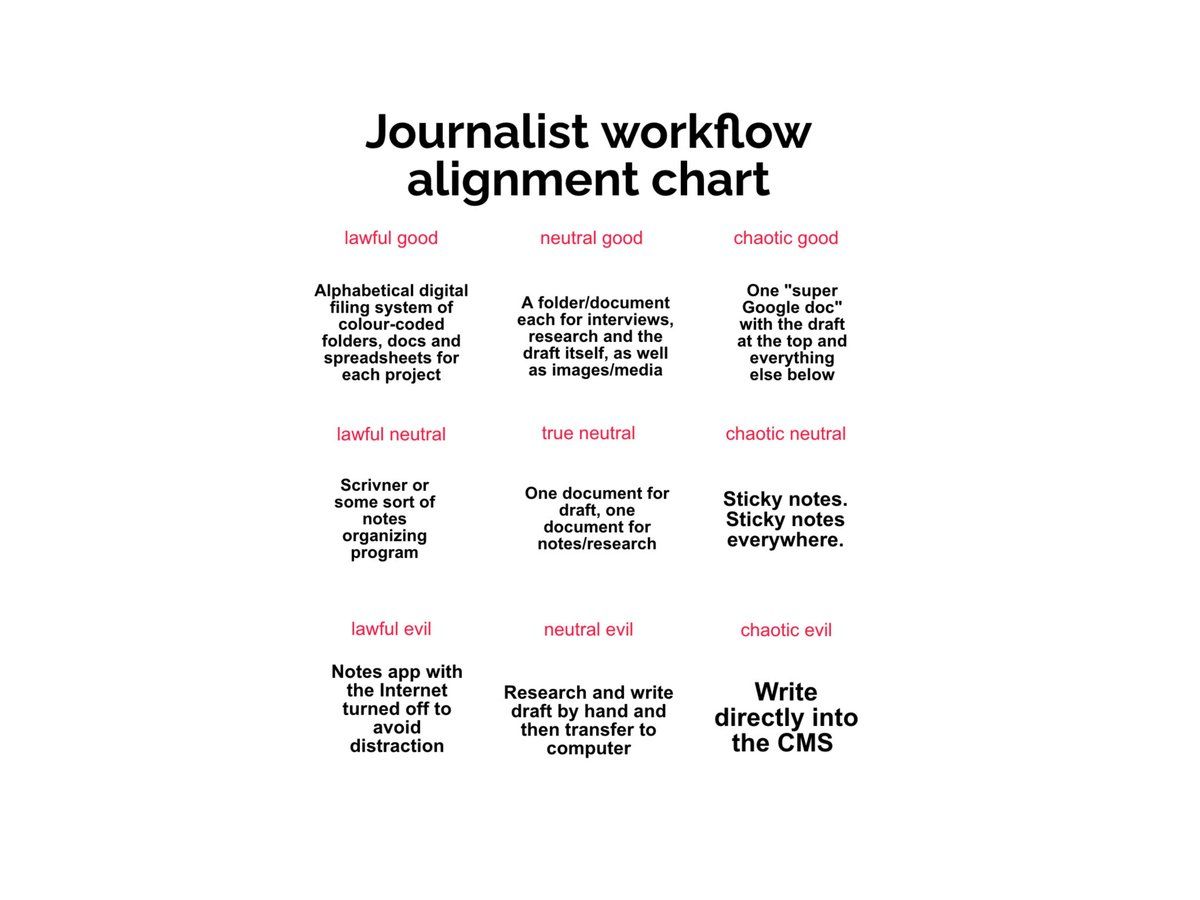 Journalist workflow
alignment chart
lawful good
Alphabetical digital
filing system of
colour-coded
folders, docs and
spreadsheets for
each project
neutral good
A folder/document
each for interviews,
research and the
draft itself, as well
as images/media
chaotic good
One "super
Google doc"
with the draft
at the top and
everything
else below
lawful neutral
Scrivner or
some sort of
notes
organizing
program
true neutral
One document for
draft, one
document for
notes/research
chaotic neutral
Sticky notes.
Sticky notes
everywhere.
lawful evil
Notes app with
the Internet
turned off to
avoid
distraction
neutral evil
Research and write
draft by hand and
then transfer to
computer
chaotic evil
Write
directly into
the CMS